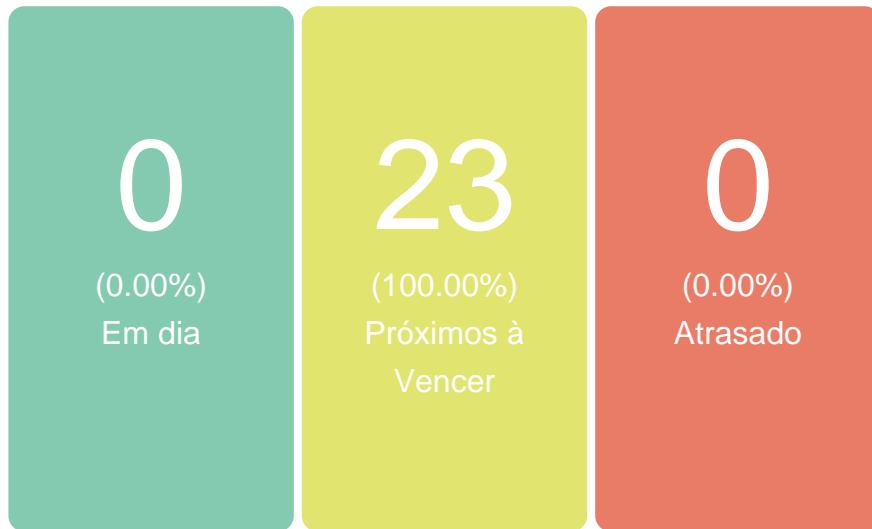 0
(0.00%)
Em dia
23
(100.00%)
Próximos à
Vencer
0
(0.00%)
Atrasado